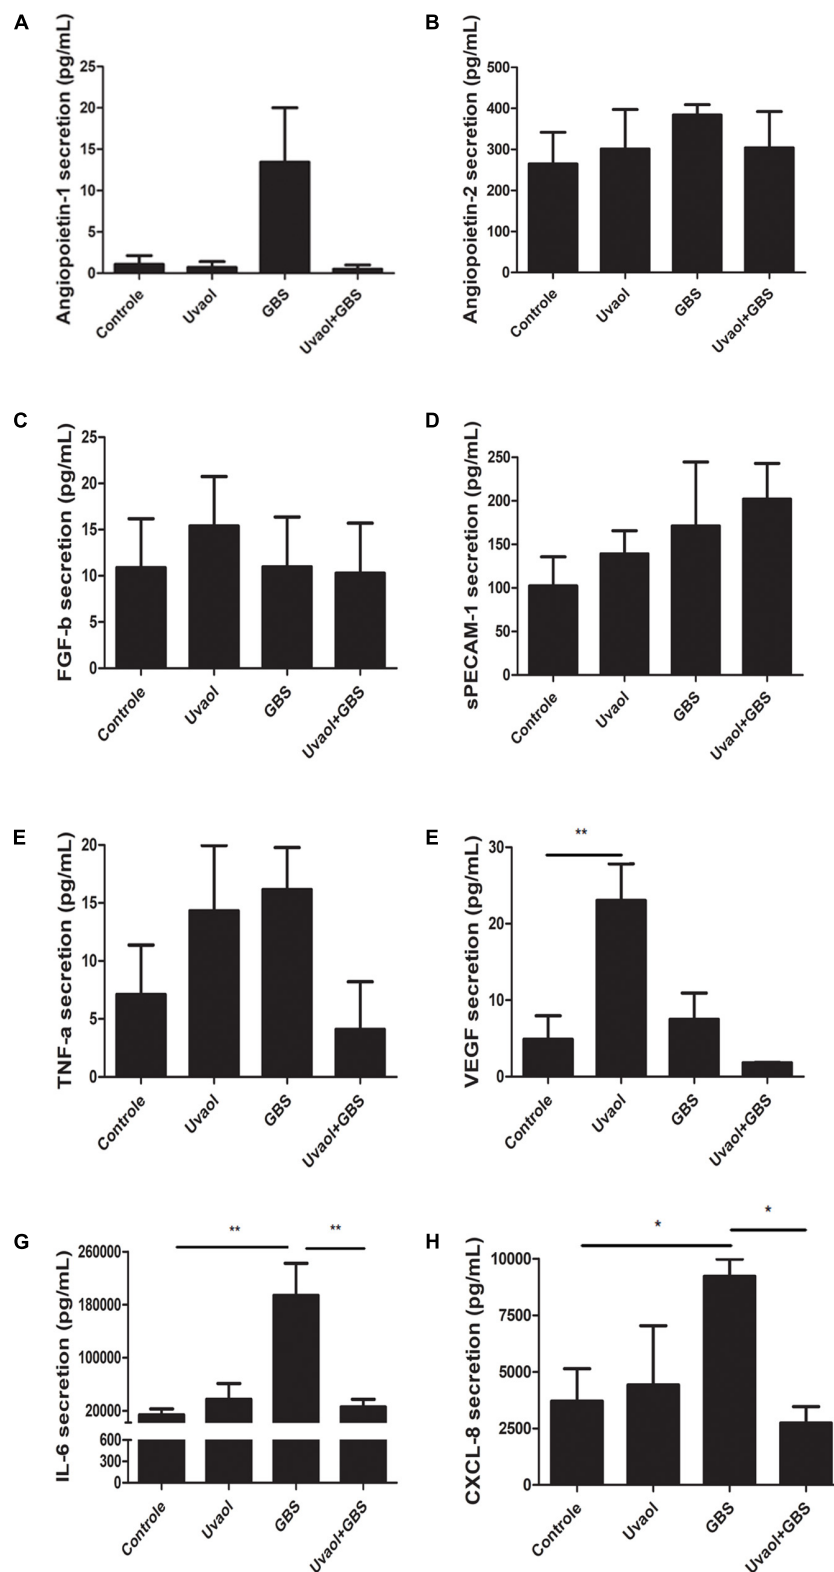 A
Angiopoietin-1 secretion (pg/mL)
25
20
15
10
5
0
Controle
Uvaol
GBS
Uvaol+GBS
B
Angiopoietin-2 secretion (pg/mL)
500
400
300
200
100
0
Controle
Uvaol
GBS
Uvaol+GBS
C
FGF-b secretion (pg/mL)
25
20
15
10
5
0
Controle
Uvaol
GBS
Uvaol+GBS
D
sPECAM-1 secretion (pg/mL)
250
200
150
100
50
0
Controle
Uvaol
GBS
Uvaol+GBS
E
TNF-a secretion (pg/mL)
20
15
10
5
0
Controle
Uvaol
GBS
Uvaol+GBS
E
VEGF secretion (pg/mL)
**
30
20
10
0
Controle
Uvaol
GBS
Uvaol+GBS
G
IL-6 secretion (pg/mL)
** **
260000
180000
100000
20000
600
300
0
Controle
Uvaol
GBS
Uvaol+GBS
H
CXCL-8 secretion (pg/mL)
* *
10000
7500
5000
2500
0
Controle
Uvaol
GBS
Uvaol+GBS